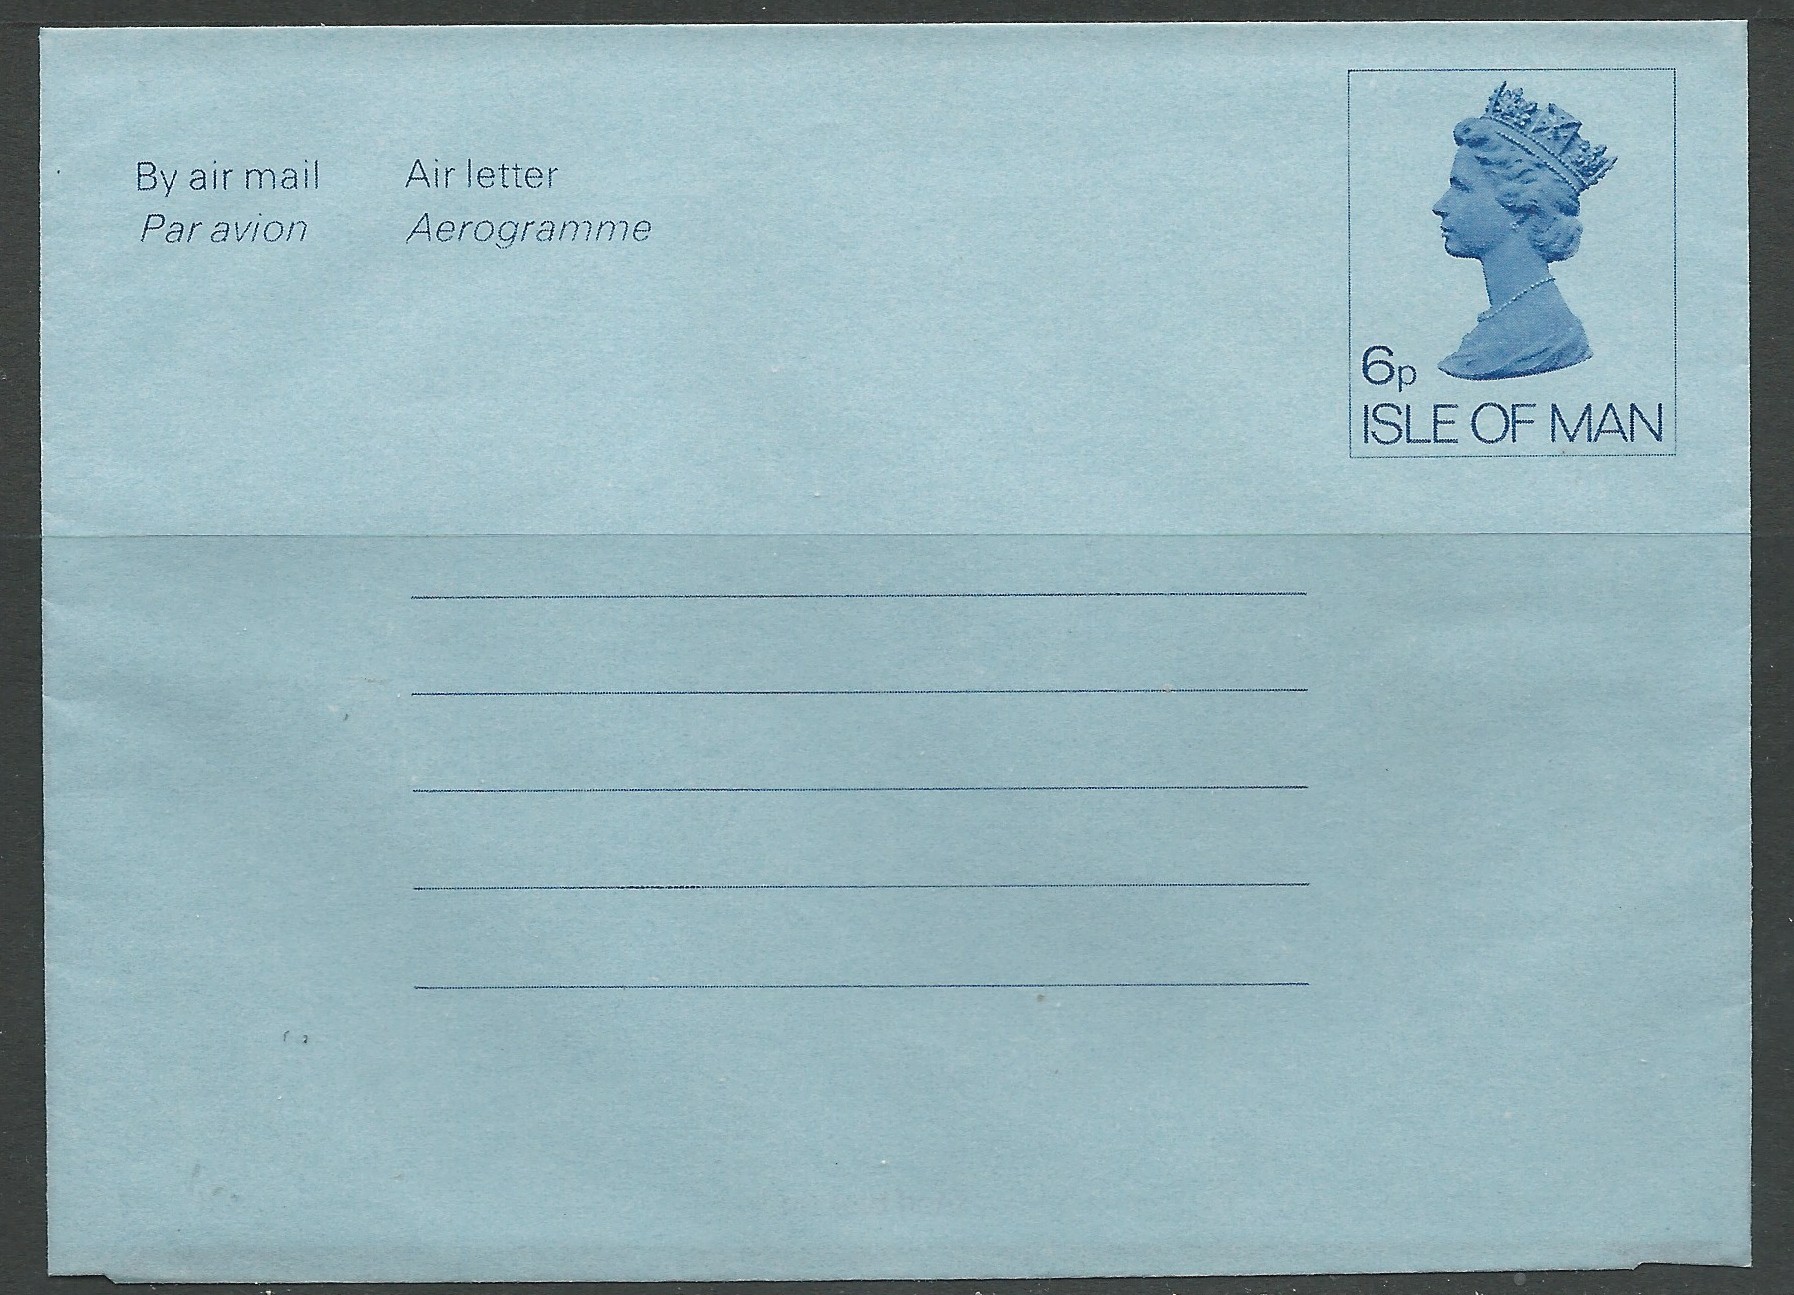 By air mail Air letter
Par avion Aerogramme
6p
ISLE OF MAN